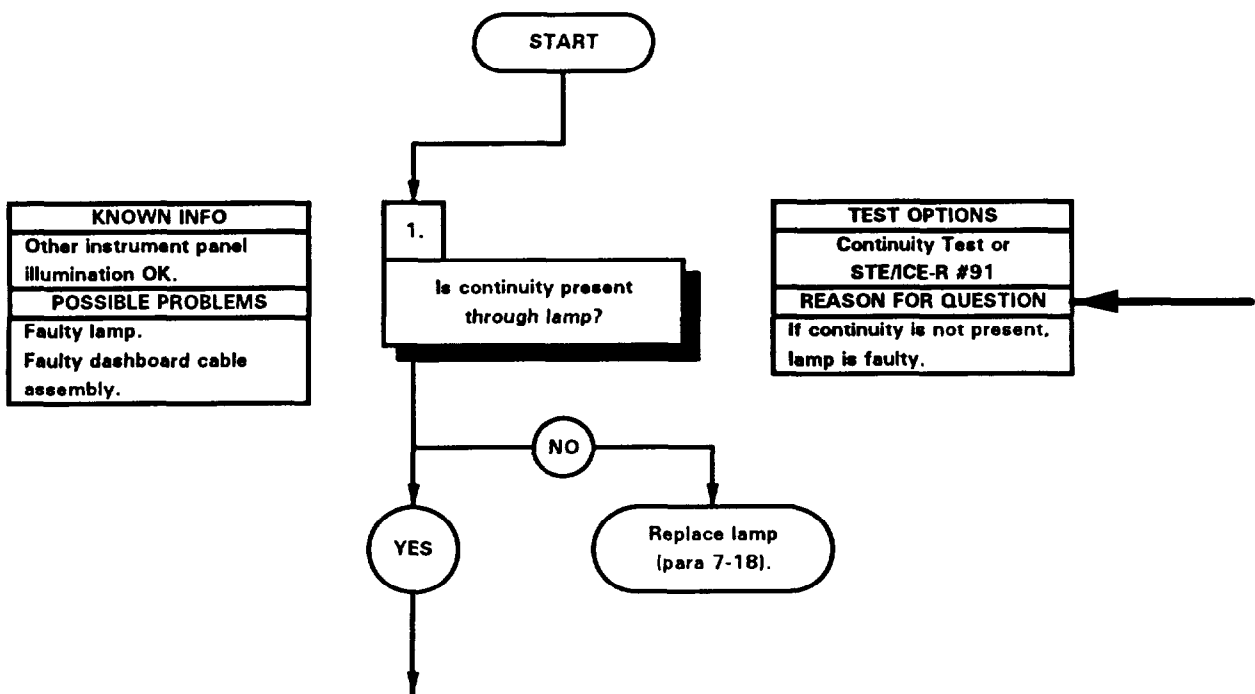 START
KNOWN INFO
Other instrument panel
illumination OK.
POSSIBLE PROBLEMS
Faulty lamp.
Faulty dashboard cable
assembly.
1.
Is continuity present
through lamp?
TEST OPTIONS
Continuity Test or
STE/ICE-R #91
REASON FOR QUESTION
If continuity is not present,
lamp is faulty.
NO
YES
Replace lamp
(para 7-18).